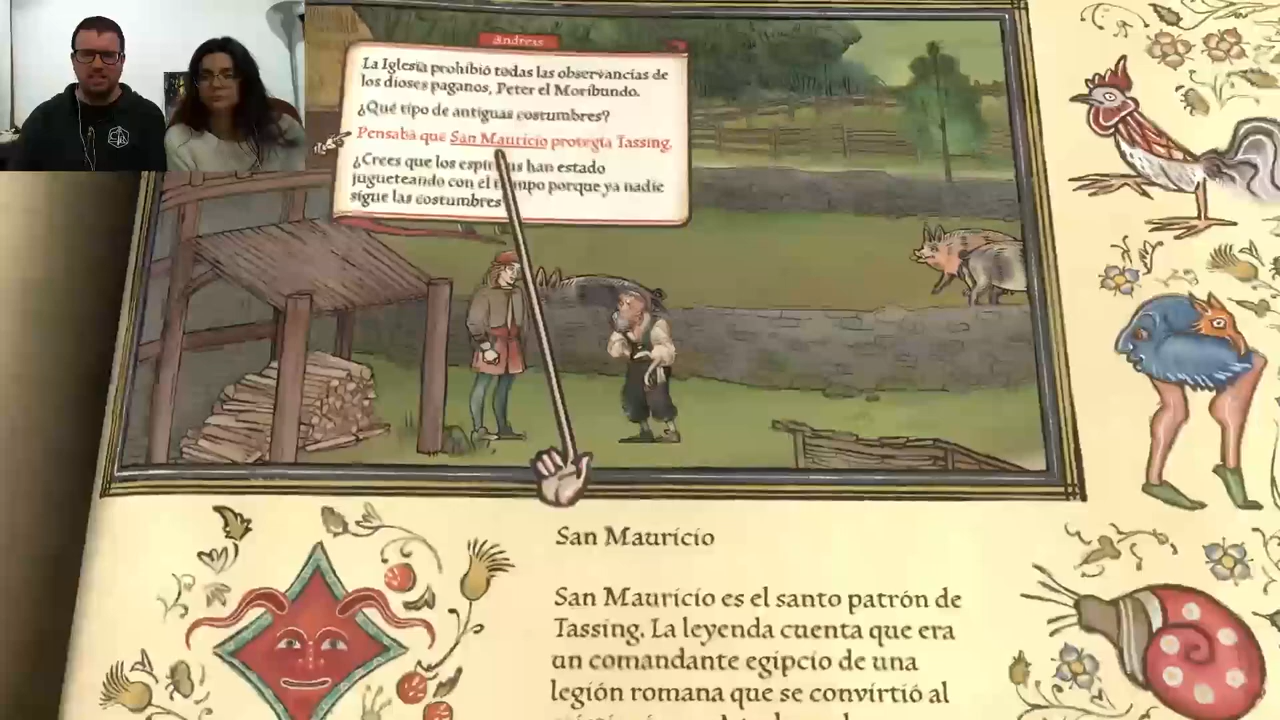 Andreas
La Iglesia prohibió todas las observancias de
los dioses paganos, Peter el Moribundo.
¿Qué tipo de antiguas costumbres?
Pensaba que San Mauricio protegía Tassing.
¿Crees que los espíritus han estado
jugueteando con el tiempo porque ya nadie
sigue las costumbres
San Mauricio
San Mauricio es el santo patrón de
Tassing. La leyenda cuenta que era
un comandante egipcio de una
legión romana que se convirtió al